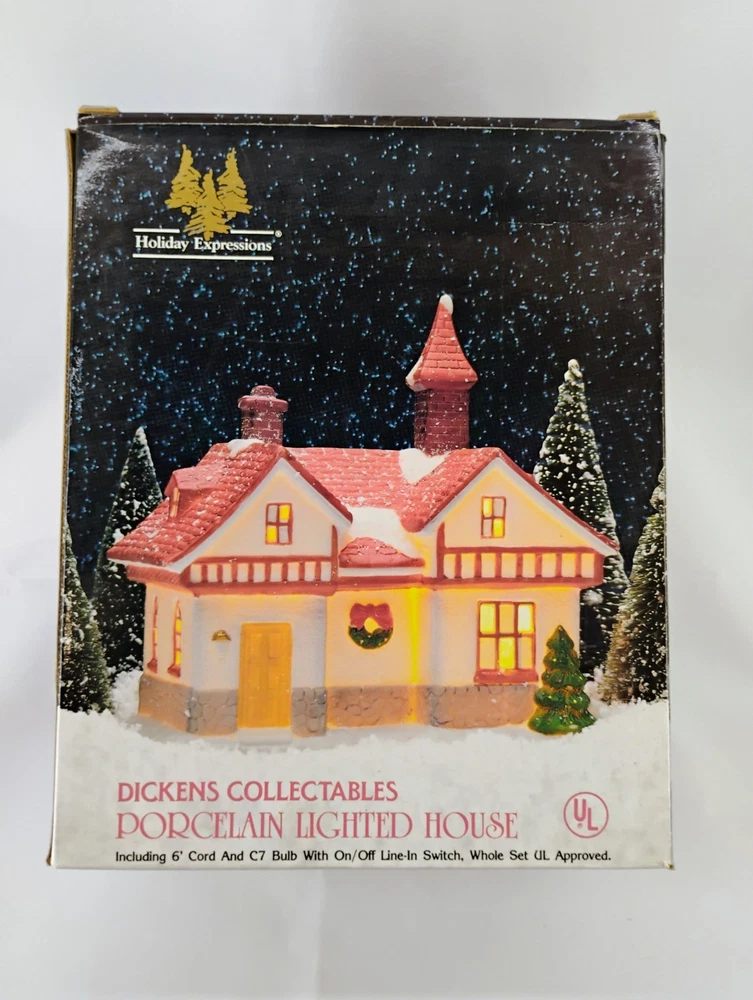 Holiday Expressions®
DICKENS COLLECTABLES
PORCELAIN LIGHTED HOUSE
UL
Including 6' Cord And C7 Bulb With On/Off Line-In Switch, Whole Set UL Approved.